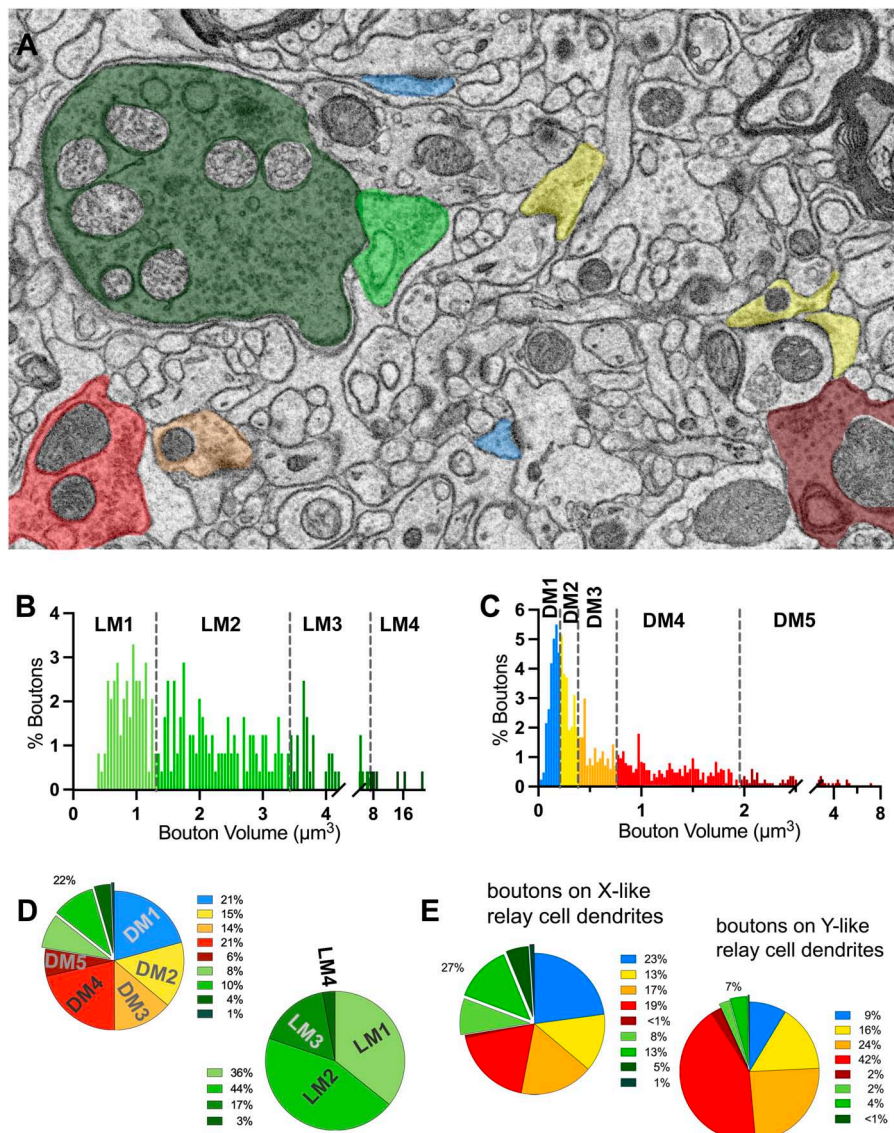 A
B
LM1 LM2 LM3 LM4
% Boutons
4
3
2
1
0
0 1 2 3 4 8 16
Bouton Volume (µm³)
C
DM1 DM2 DM3 DM4 DM5
% Boutons
6
5
4
3
2
1
0
0 1 2 4 8
Bouton Volume (µm³)
D
22%
DM1
DM2
DM3
DM4
DM5
21%
15%
14%
21%
6%
8%
10%
4%
1%
LM4
LM3
LM1
LM2
36%
44%
17%
3%
E
boutons on X-like
relay cell dendrites
27%
23%
13%
17%
19%
<1%
8%
13%
5%
1%
boutons on Y-like
relay cell dendrites
7%
9%
16%
24%
42%
2%
2%
4%
<1%